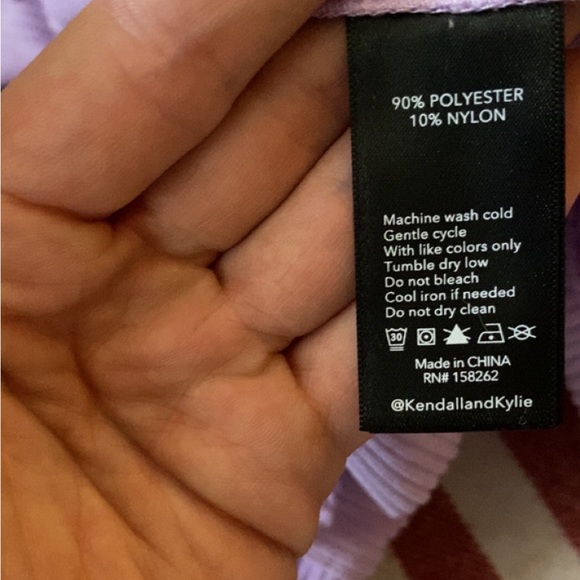 90% POLYESTER
10% NYLON
Machine wash cold
Gentle cycle
With like colors only
Tumble dry low
Do not bleach
Cool iron if needed
Do not dry clean
30
Made in CHINA
RN# 158262
@KendallandKylie